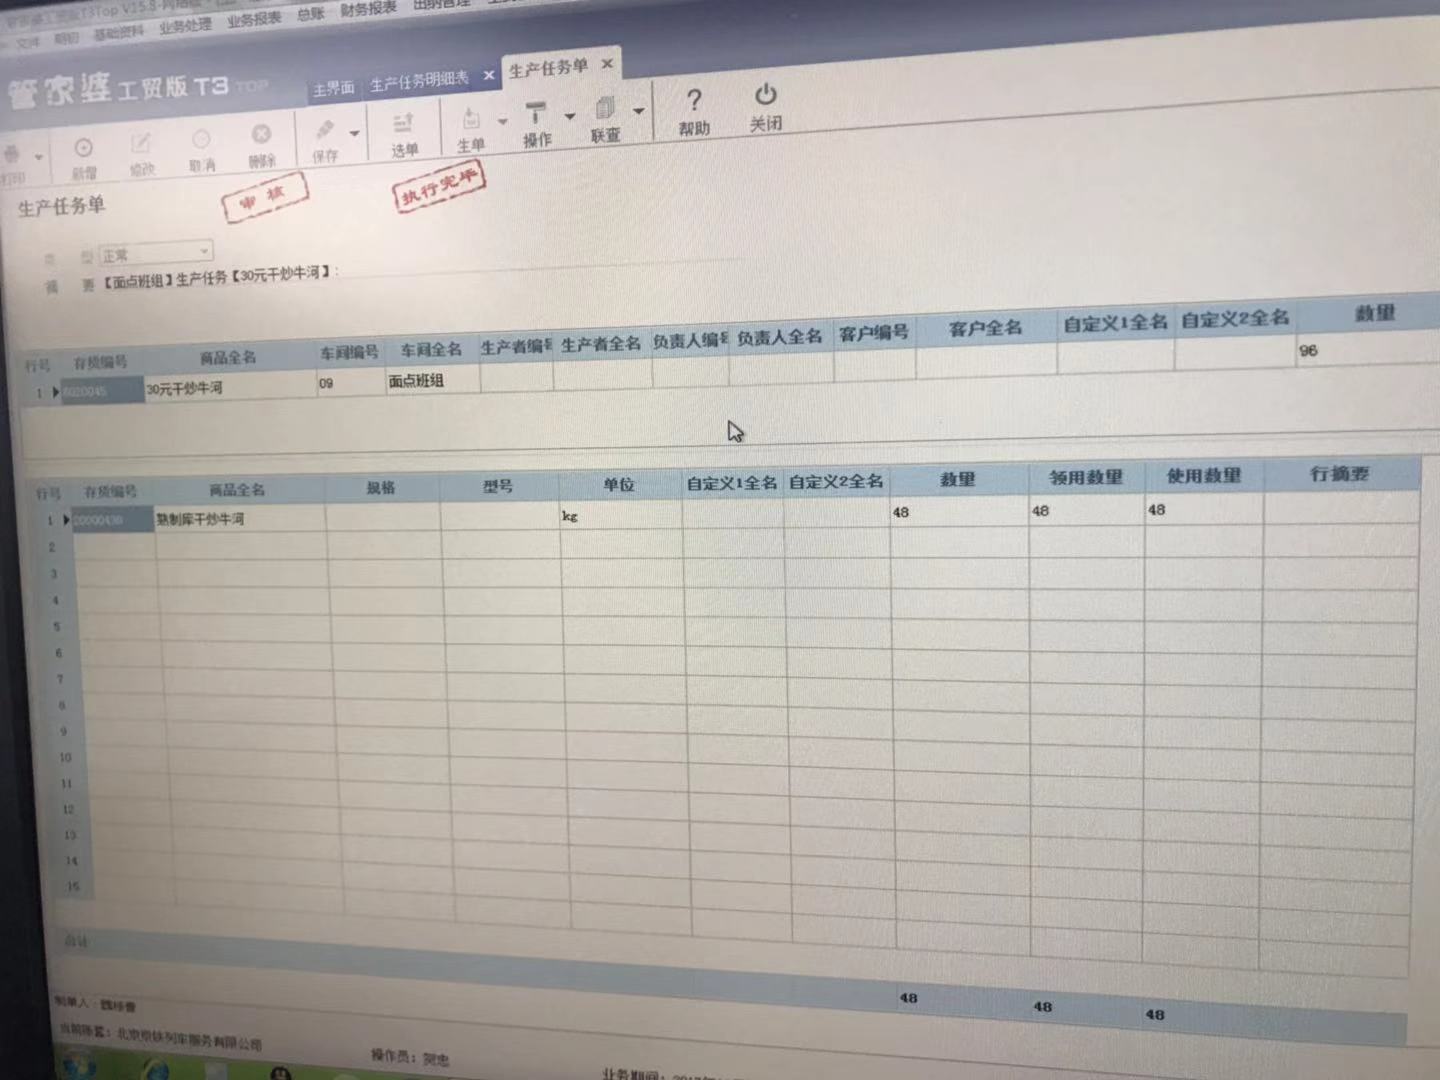 管家婆工贸版T3Top V15.8-网络版
文件 期初 基础资料 业务处理 业务报表 总账 财务报表 出纳管理
管家婆 工贸版 T3 TOP 主界面 生产任务明细表 × 生产任务单 ×
打印 新增 修改 取消 删除 保存 选单 生单 操作 联查 ? 帮助 关闭
生产任务单 审核 执行完毕
类 型 正常
摘 要 【面点班组】生产任务【30元干炒牛河】:
行号 存货编号 商品全名 车间编号 车间全名 生产者编号 生产者全名 负责人编号 负责人全名 客户编号 客户全名 自定义1全名 自定义2全名 数量
1 30元干炒牛河 09 面点班组 96
行号 存货编号 商品全名 规格 型号 单位 自定义1全名 自定义2全名 数量 领用数量 使用数量 行摘要
1 熟制库干炒牛河 kg 48 48 48
2
3
4
5
6
7
8
9
10
11
12
13
14
15
合计 48 48 48
制单人:
当前账套: 北京京铁列车服务有限公司 操作员: 贺忠 业务期间: